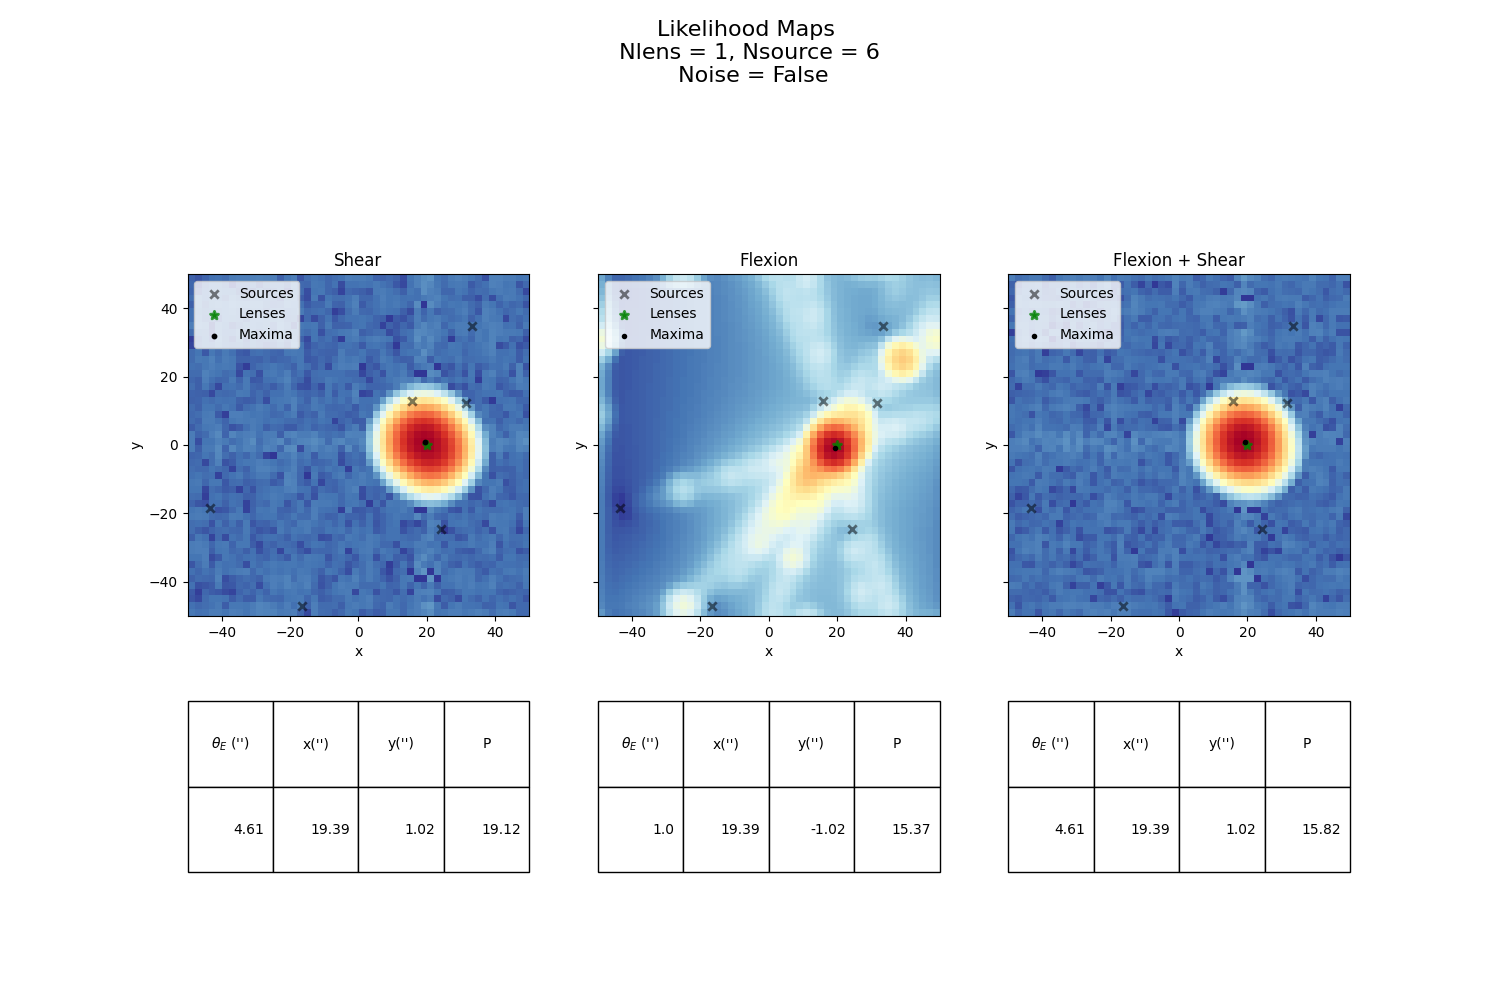 Likelihood Maps
Nlens = 1, Nsource = 6
Noise = False
Shear
Flexion
Flexion + Shear
Sources
Lenses
Maxima
Sources
Lenses
Maxima
Sources
Lenses
Maxima
40
20
0
−20
−40
y
y
y
−40 −20 0 20 40
−40 −20 0 20 40
−40 −20 0 20 40
x
x
x
θ_E ('') x('') y('') P
4.61 19.39 1.02 19.12
θ_E ('') x('') y('') P
1.0 19.39 -1.02 15.37
θ_E ('') x('') y('') P
4.61 19.39 1.02 15.82